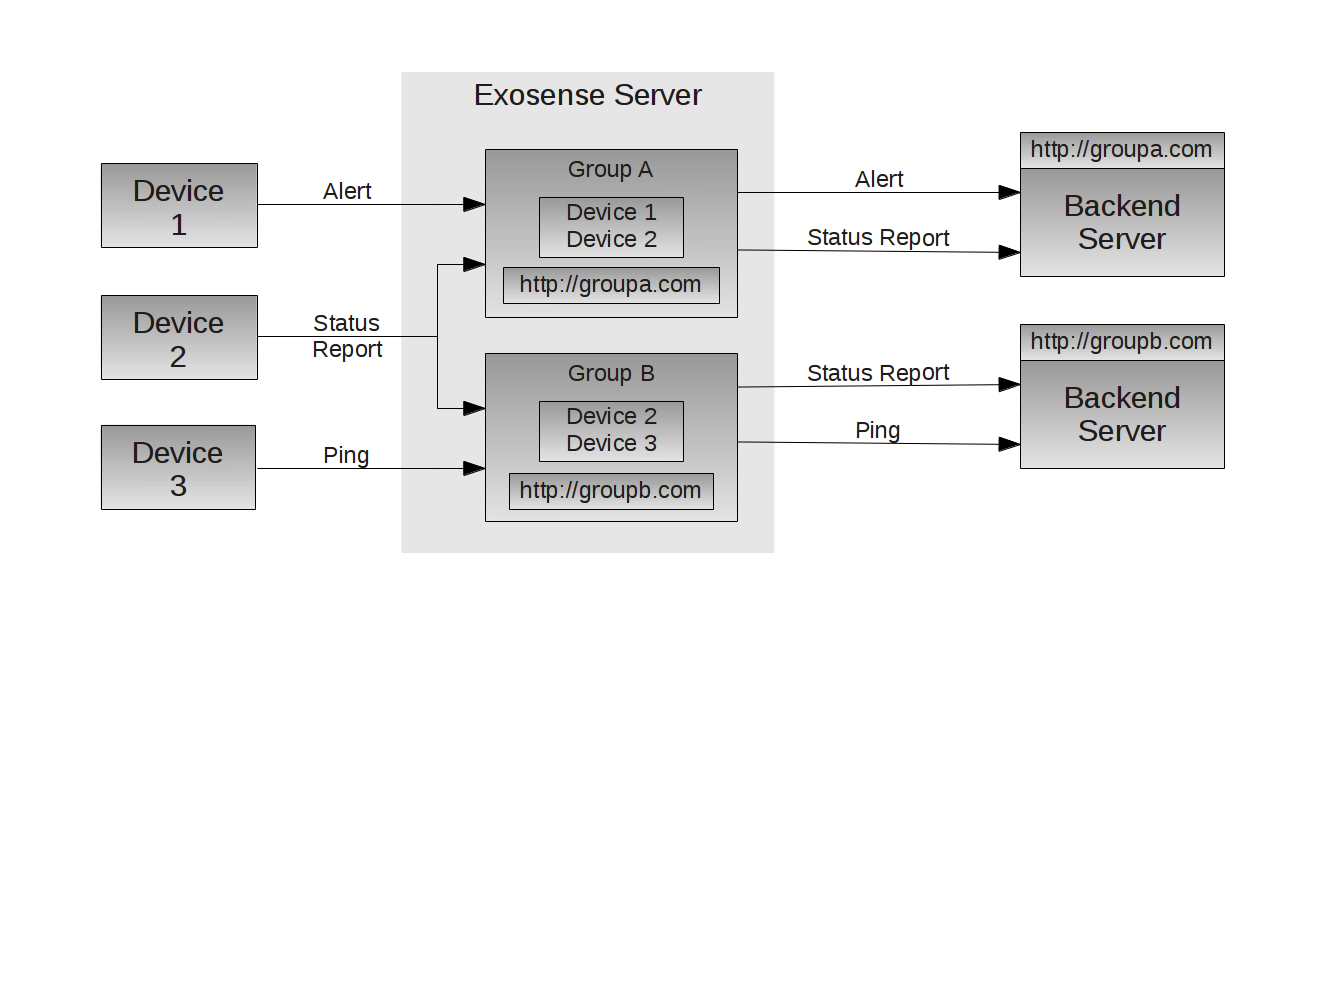 Exosense Server
Device
1
Alert
Group A
Device 1
Device 2
http://groupa.com
Alert
Status Report
http://groupa.com
Backend
Server
Device
2
Status
Report
Group B
Device 2
Device 3
http://groupb.com
Status Report
Ping
http://groupb.com
Backend
Server
Device
3
Ping